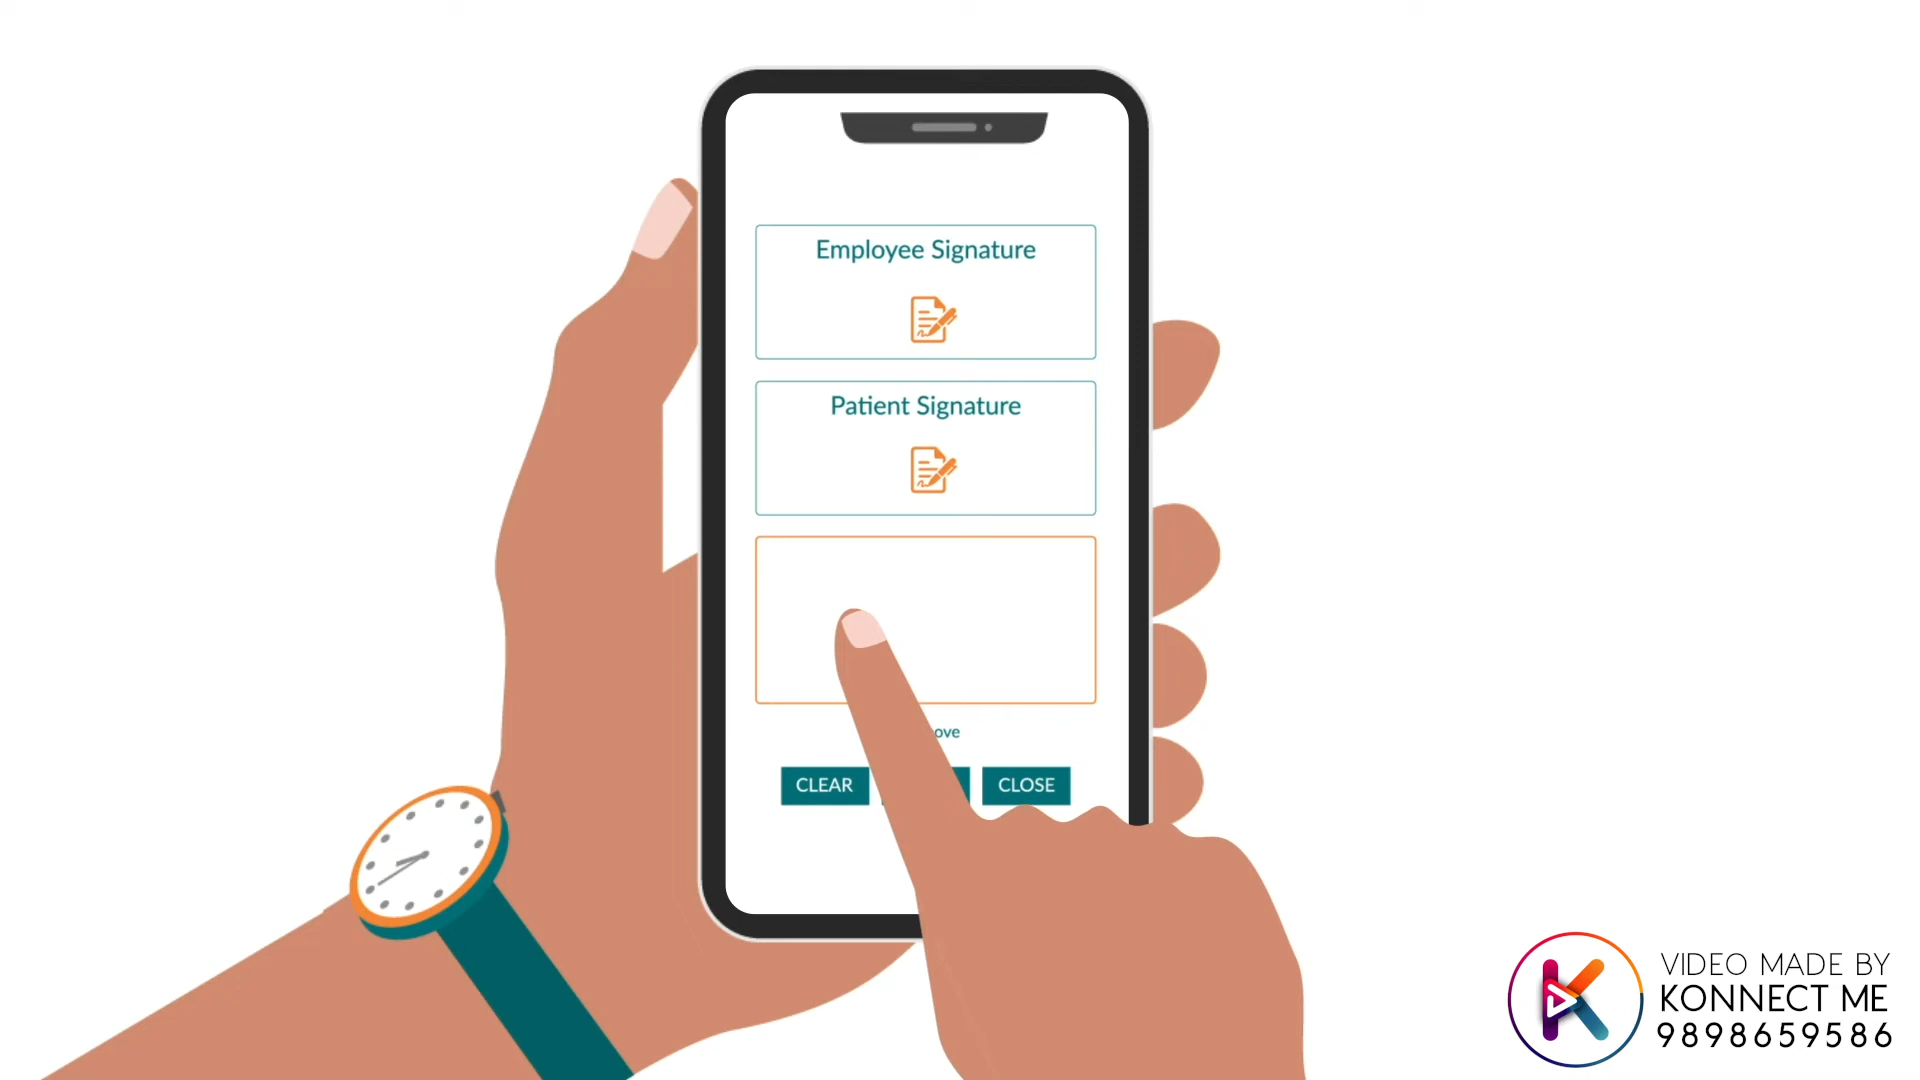 Employee Signature
Patient Signature
CLEAR
CLOSE
VIDEO MADE BY
KONNECT ME
9898659586